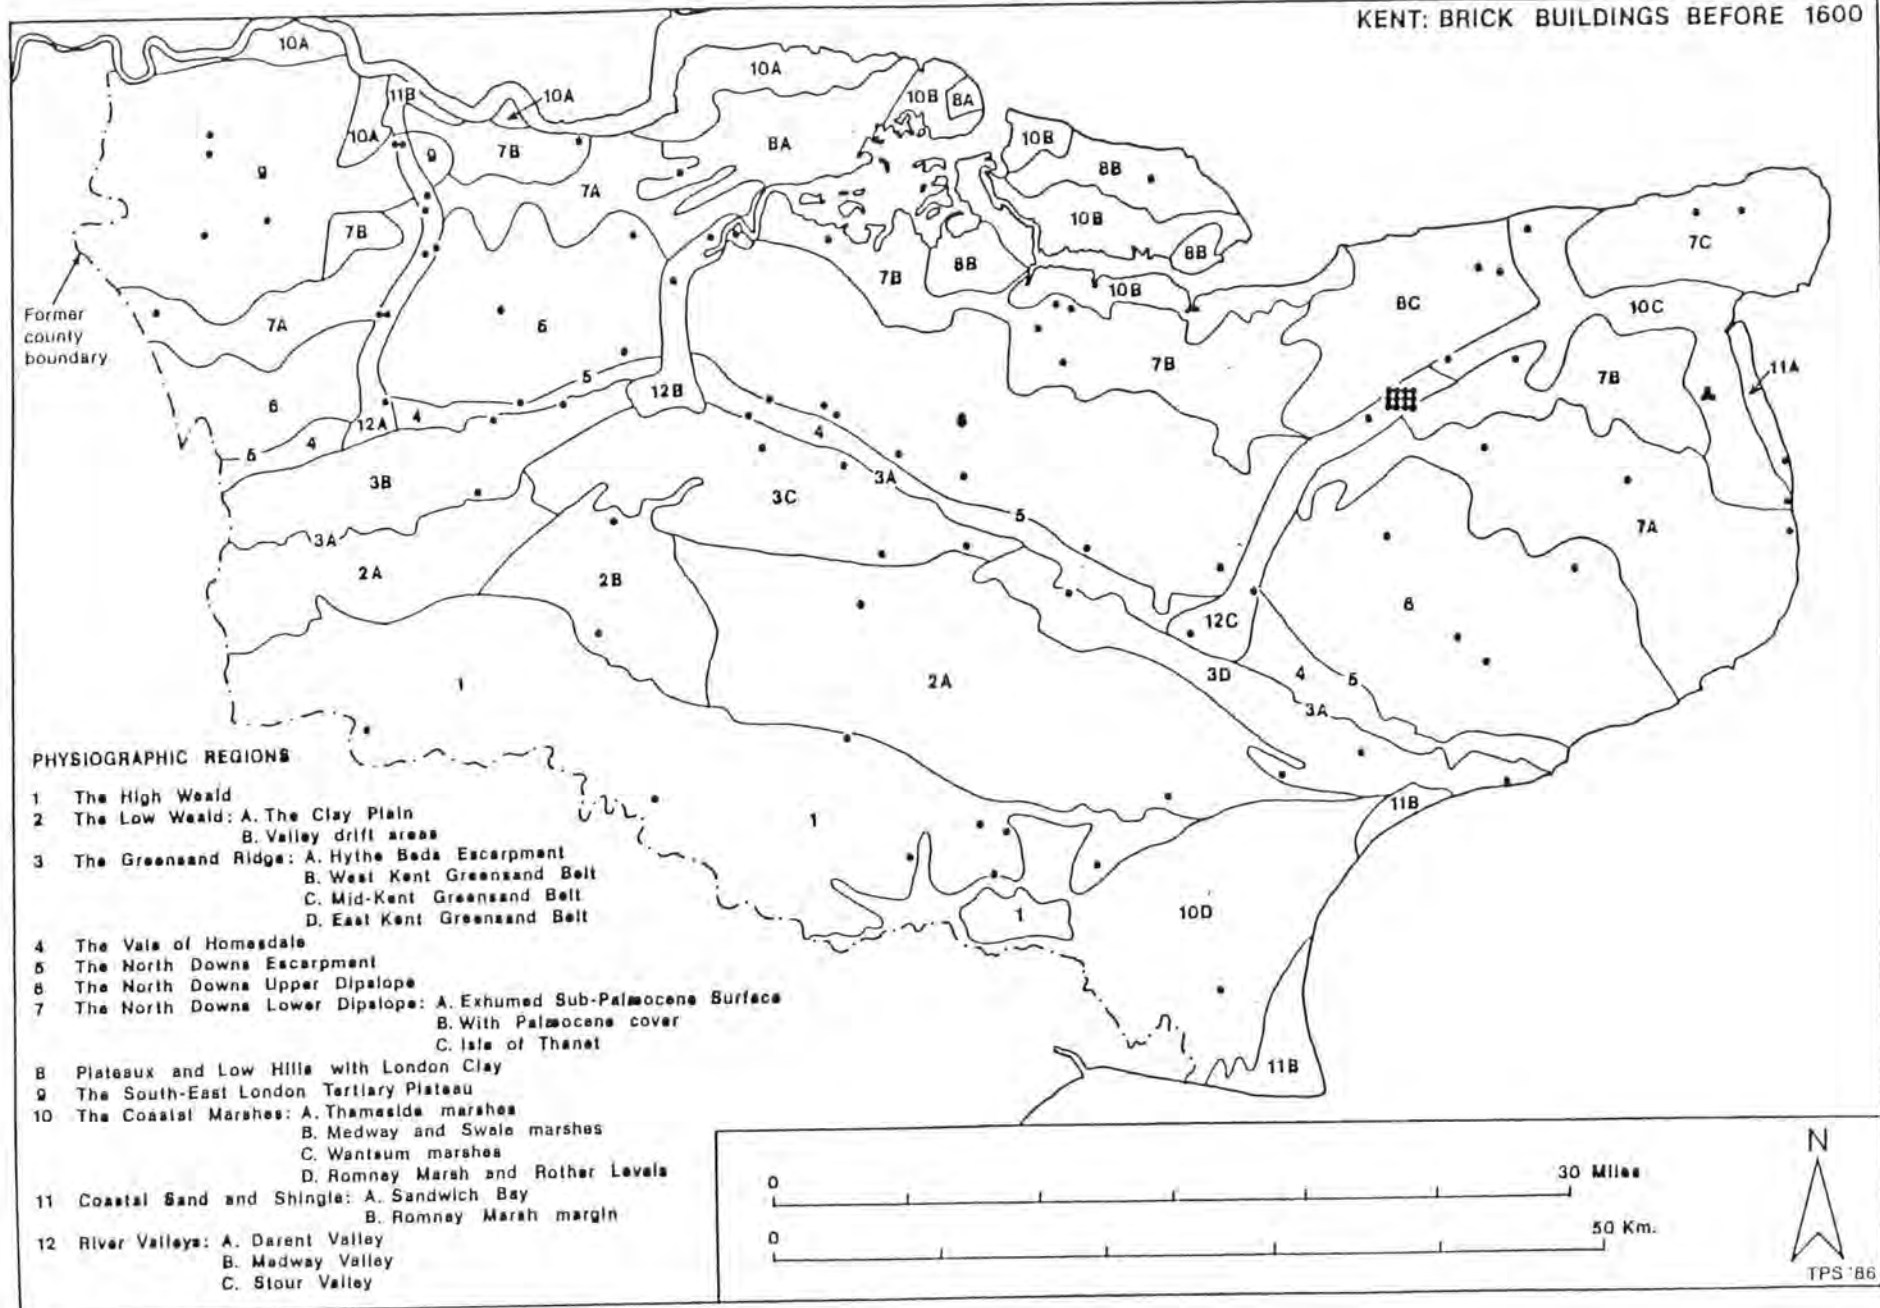 KENT: BRICK BUILDINGS BEFORE 1600
10A
10A
10B
8A
11B
10A
10A
9
7B
8A
10B
8B
9
7A
7B
10B
8B
7C
7B
8B
10B
Former
county
boundary
7A
6
8C
10C
5
7B
7B
11A
6
12B
5
4
12A
4
4
6
3B
3C
3A
5
7A
3A
2A
2B
6
12C
1
2A
3D
4
5
3A
11B
1
1
10D
11B
PHYSIOGRAPHIC REGIONS
1 The High Weald
2 The Low Weald: A. The Clay Plain
B. Valley drift areas
3 The Greensand Ridge: A. Hythe Beds Escarpment
B. West Kent Greensand Belt
C. Mid-Kent Greensand Belt
D. East Kent Greensand Belt
4 The Vale of Homesdale
5 The North Downs Escarpment
6 The North Downs Upper Dipslope
7 The North Downs Lower Dipslope: A. Exhumed Sub-Palæocene Surface
B. With Palæocene cover
C. Isle of Thanet
8 Plateaux and Low Hills with London Clay
9 The South-East London Tertiary Plateau
10 The Coastal Marshes: A. Thameside marshes
B. Medway and Swale marshes
C. Wantsum marshes
D. Romney Marsh and Rother Levels
11 Coastal Sand and Shingle: A. Sandwich Bay
B. Romney Marsh margin
12 River Valleys: A. Darent Valley
B. Medway Valley
C. Stour Valley
0 30 Miles
0 50 Km.
N
TPS '86